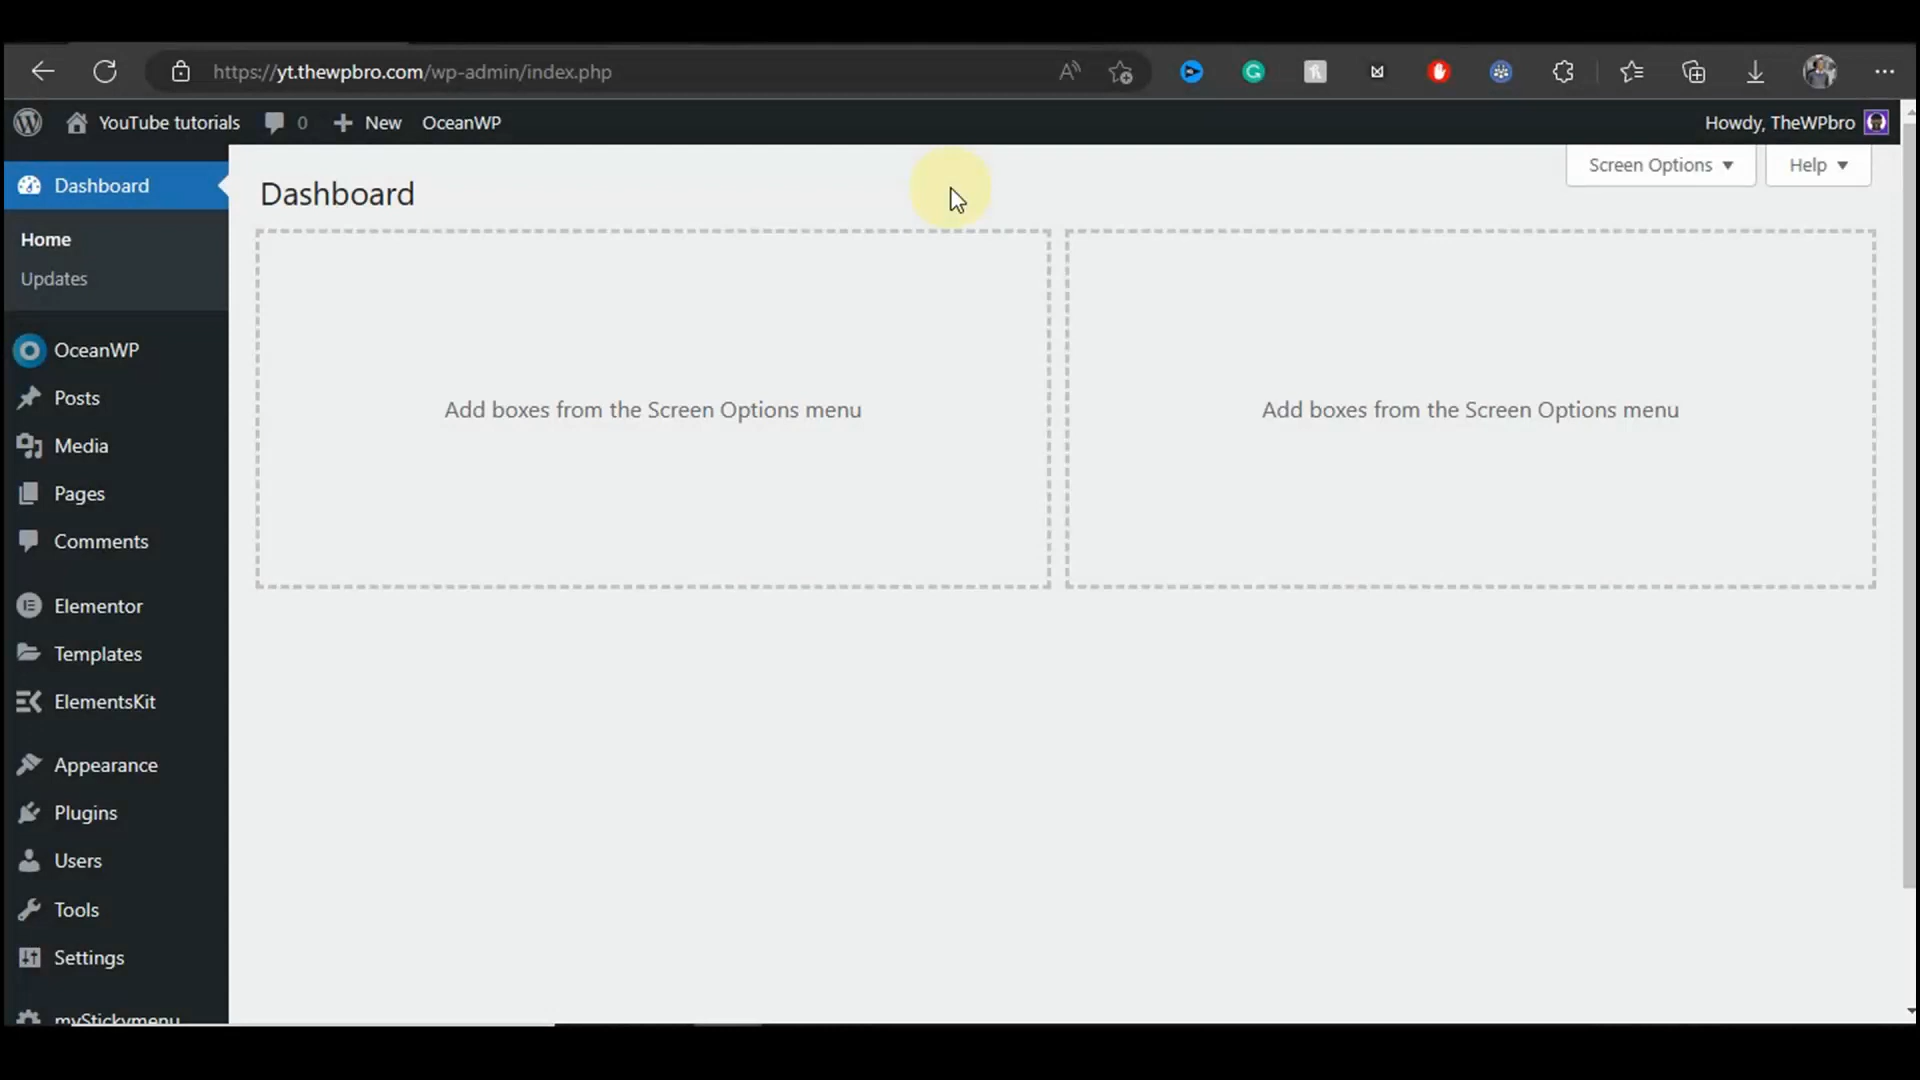 https://yt.thewpbro.com/wp-admin/index.php
YouTube tutorials 0 New OceanWP Howdy, TheWPbro
Screen Options Help
Dashboard
Home
Updates
OceanWP
Posts
Media
Pages
Comments
Elementor
Templates
ElementsKit
Appearance
Plugins
Users
Tools
Settings
myStickymenu
Dashboard
Add boxes from the Screen Options menu
Add boxes from the Screen Options menu